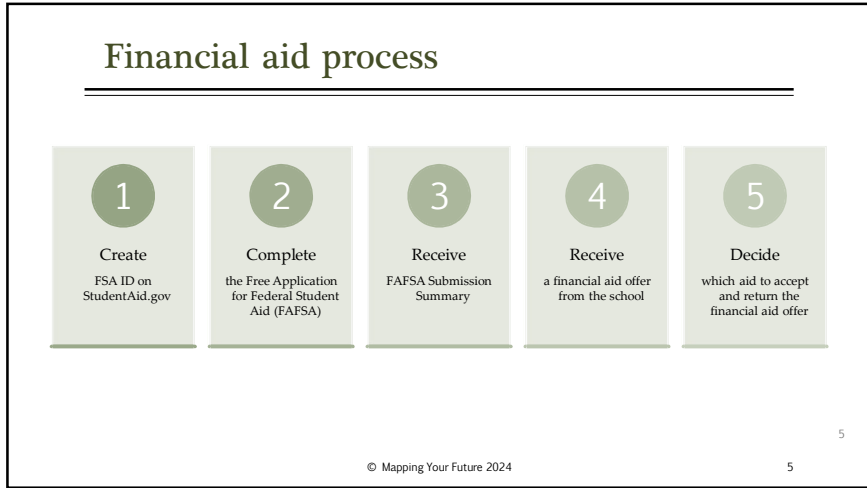 Financial aid process
1
Create
FSA ID on
StudentAid.gov
2
Complete
the Free Application
for Federal Student
Aid (FAFSA)
3
Receive
FAFSA Submission
Summary
4
Receive
a financial aid offer
from the school
5
Decide
which aid to accept
and return the
financial aid offer
5
© Mapping Your Future 2024
5